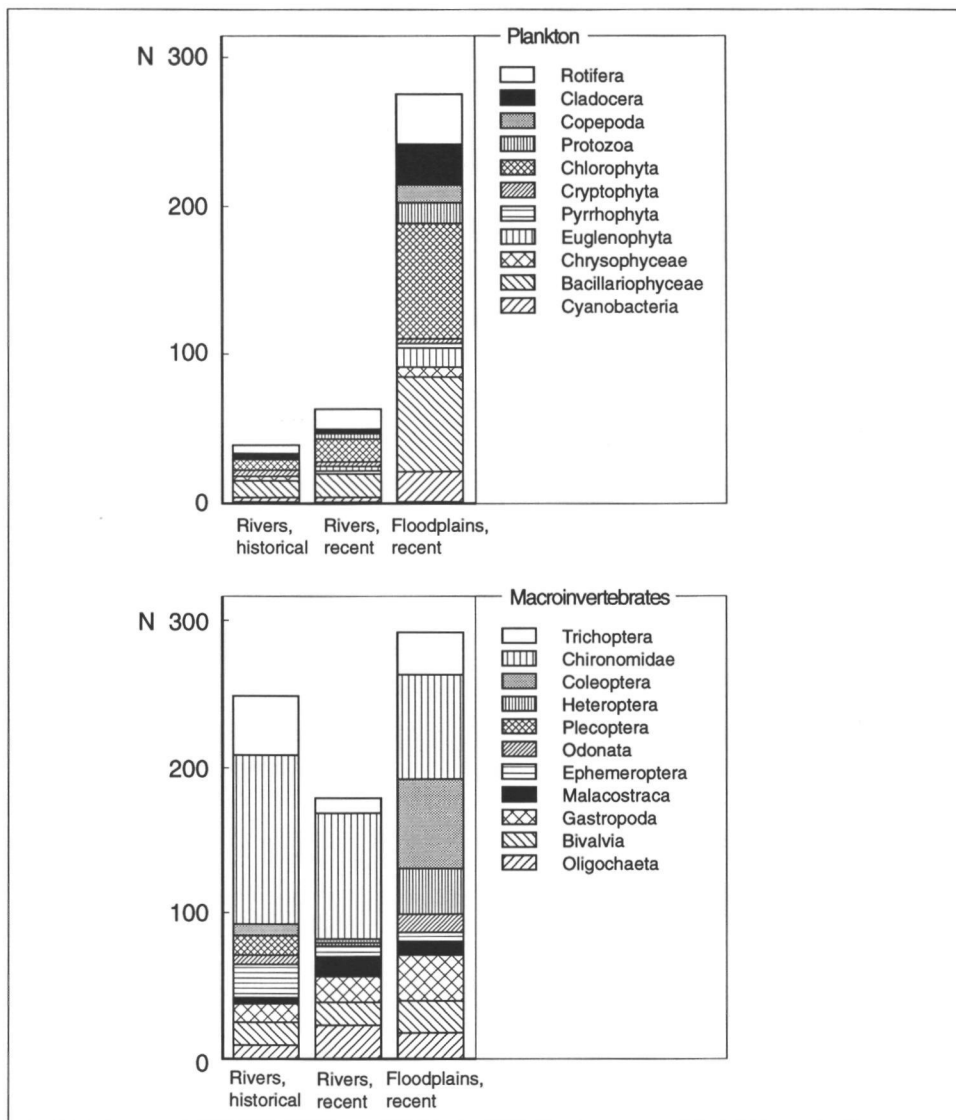 Plankton
N 300
200
100
0
Rotifera
Cladocera
Copepoda
Protozoa
Chlorophyta
Cryptophyta
Pyrrhophyta
Euglenophyta
Chrysophyceae
Bacillariophyceae
Cyanobacteria
Rivers,
historical
Rivers,
recent
Floodplains,
recent
Macroinvertebrates
N 300
200
100
0
Trichoptera
Chironomidae
Coleoptera
Heteroptera
Plecoptera
Odonata
Ephemeroptera
Malacostraca
Gastropoda
Bivalvia
Oligochaeta
Rivers,
historical
Rivers,
recent
Floodplains,
recent